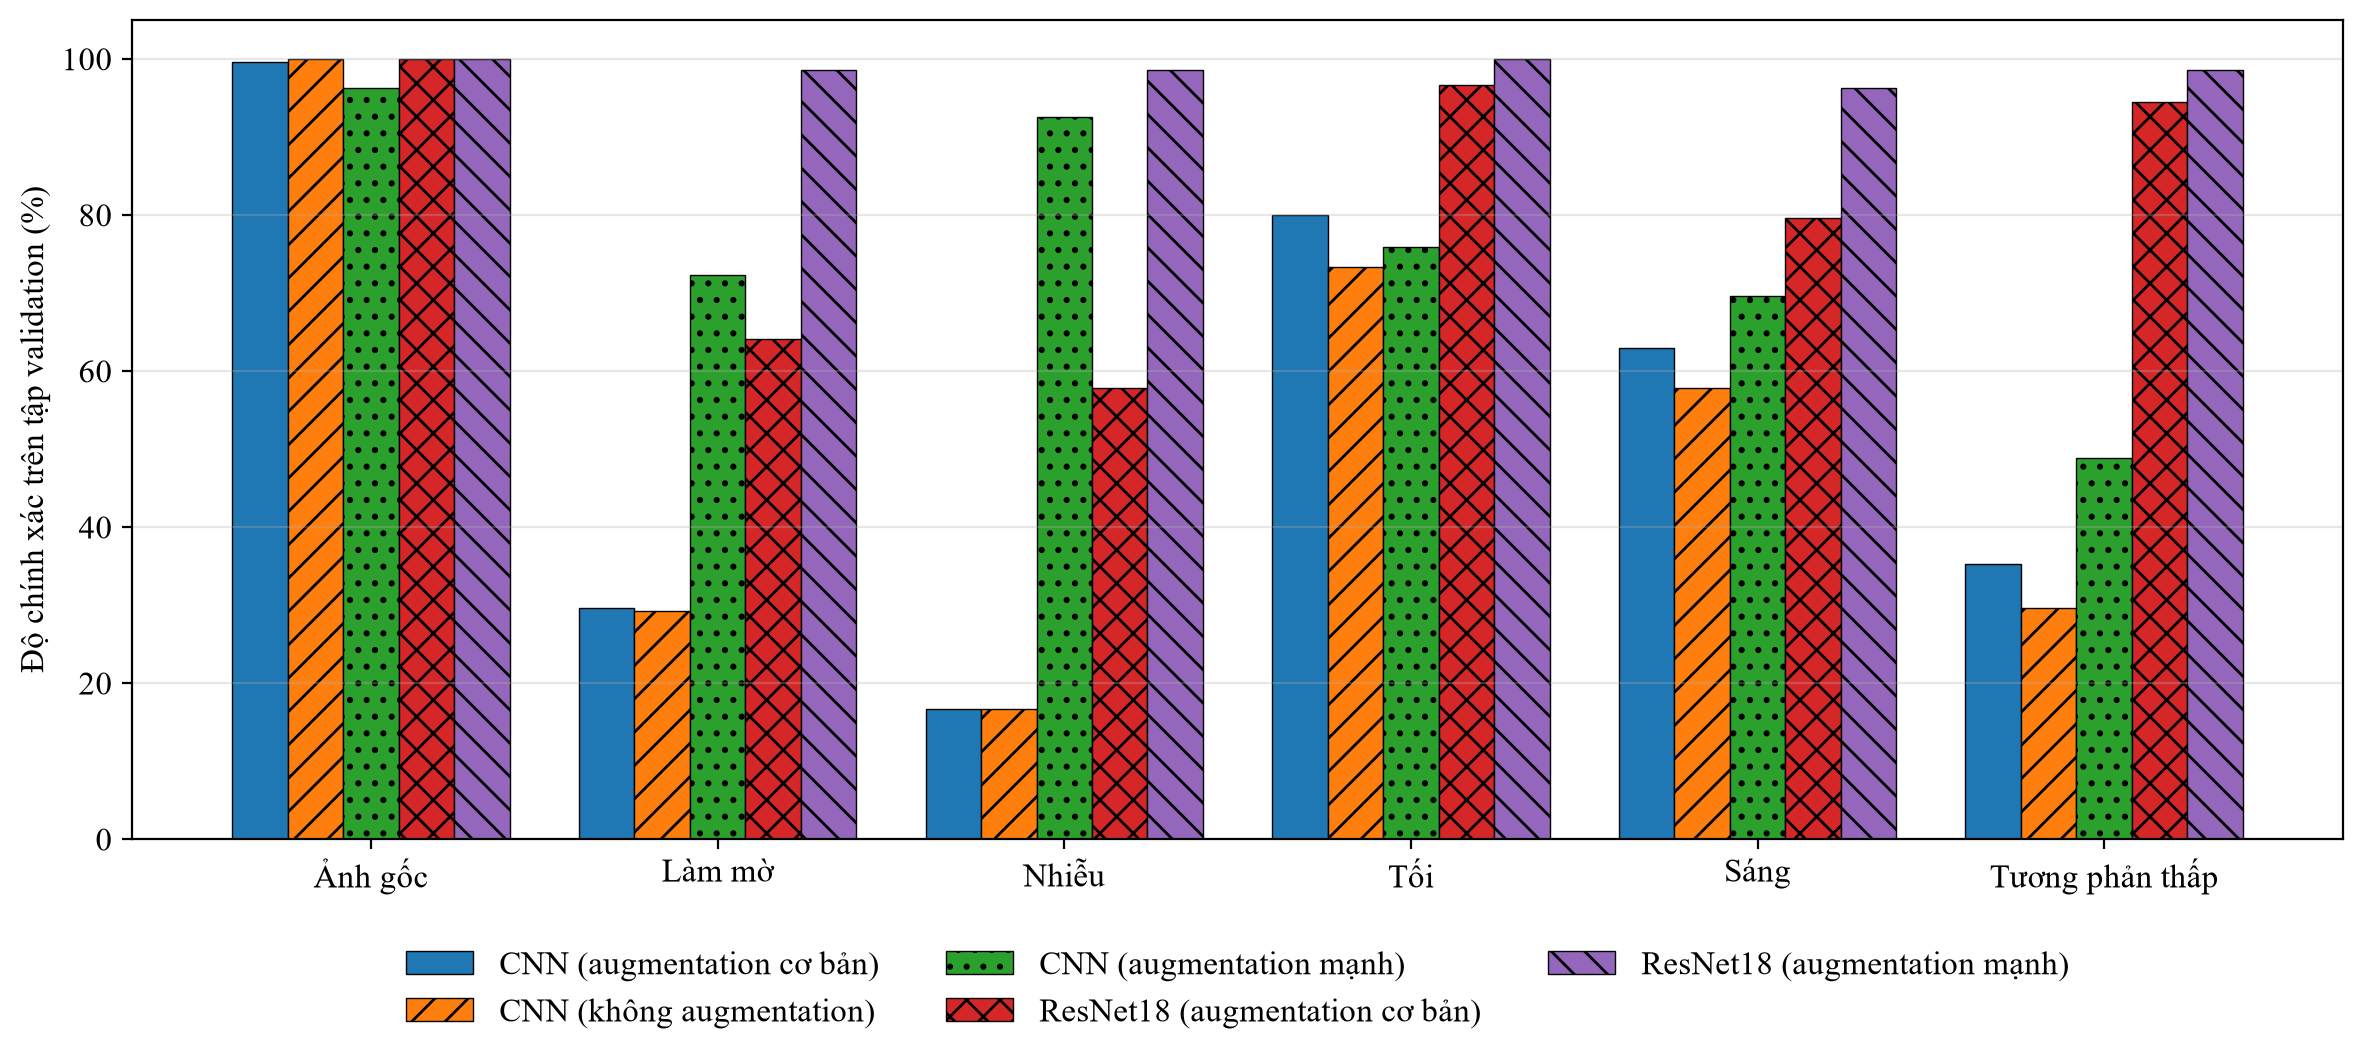 Độ chính xác trên tập validation (%)
100
80
60
40
20
0
Ảnh gốc
Làm mờ
Nhiễu
Tối
Sáng
Tương phản thấp
CNN (augmentation cơ bản)
CNN (không augmentation)
CNN (augmentation mạnh)
ResNet18 (augmentation cơ bản)
ResNet18 (augmentation mạnh)